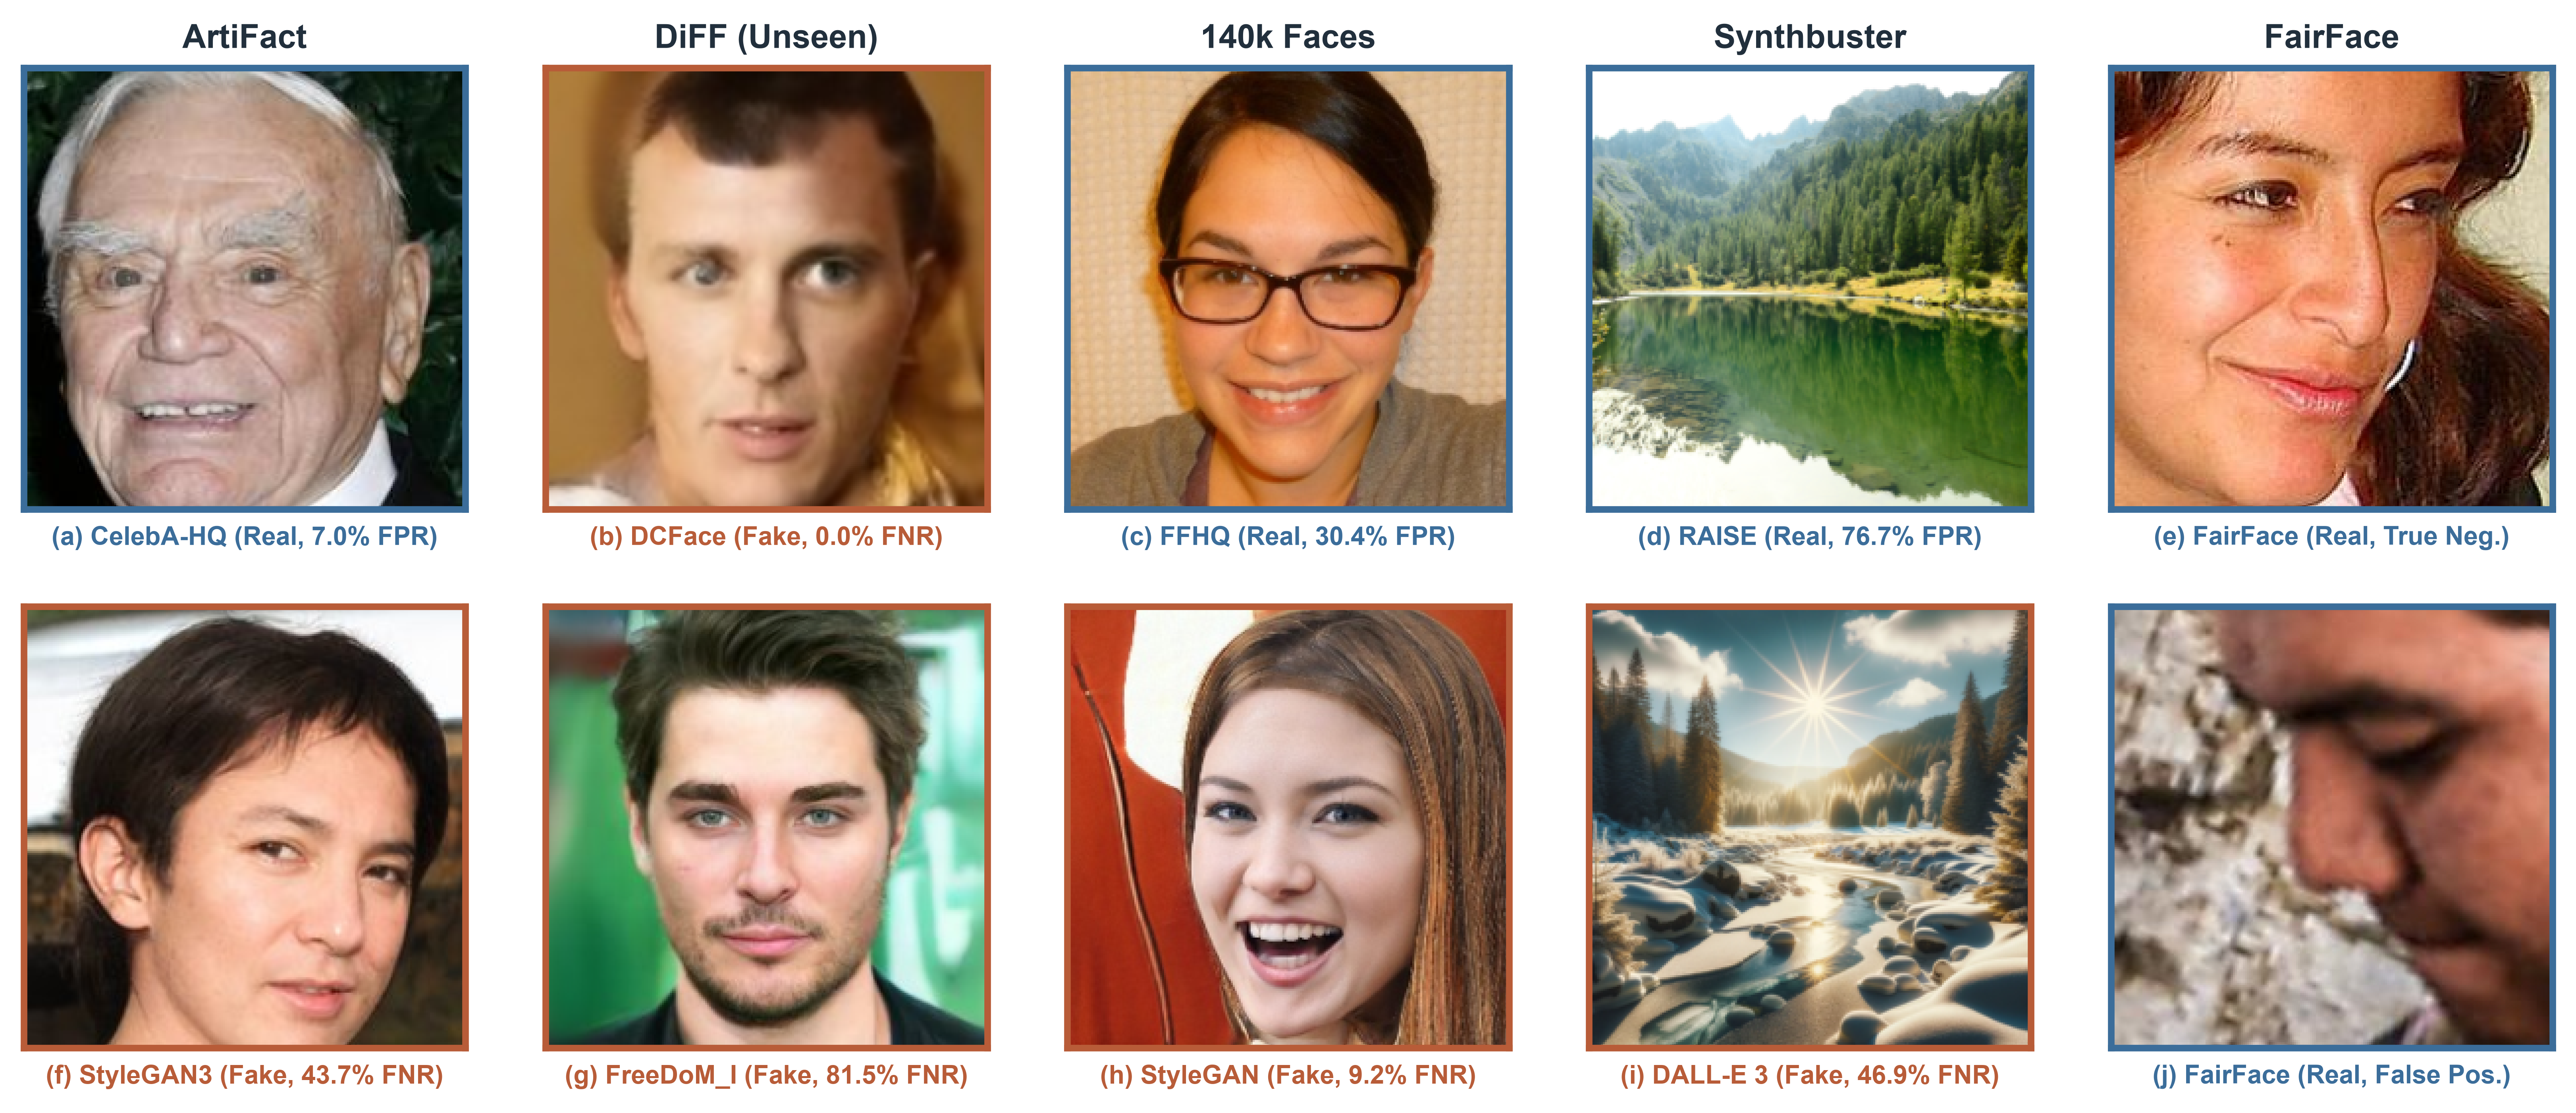 ArtiFact
DiFF (Unseen)
140k Faces
Synthbuster
FairFace
(a) CelebA-HQ (Real, 7.0% FPR)
(b) DCFace (Fake, 0.0% FNR)
(c) FFHQ (Real, 30.4% FPR)
(d) RAISE (Real, 76.7% FPR)
(e) FairFace (Real, True Neg.)
(f) StyleGAN3 (Fake, 43.7% FNR)
(g) FreeDoM_I (Fake, 81.5% FNR)
(h) StyleGAN (Fake, 9.2% FNR)
(i) DALL-E 3 (Fake, 46.9% FNR)
(j) FairFace (Real, False Pos.)